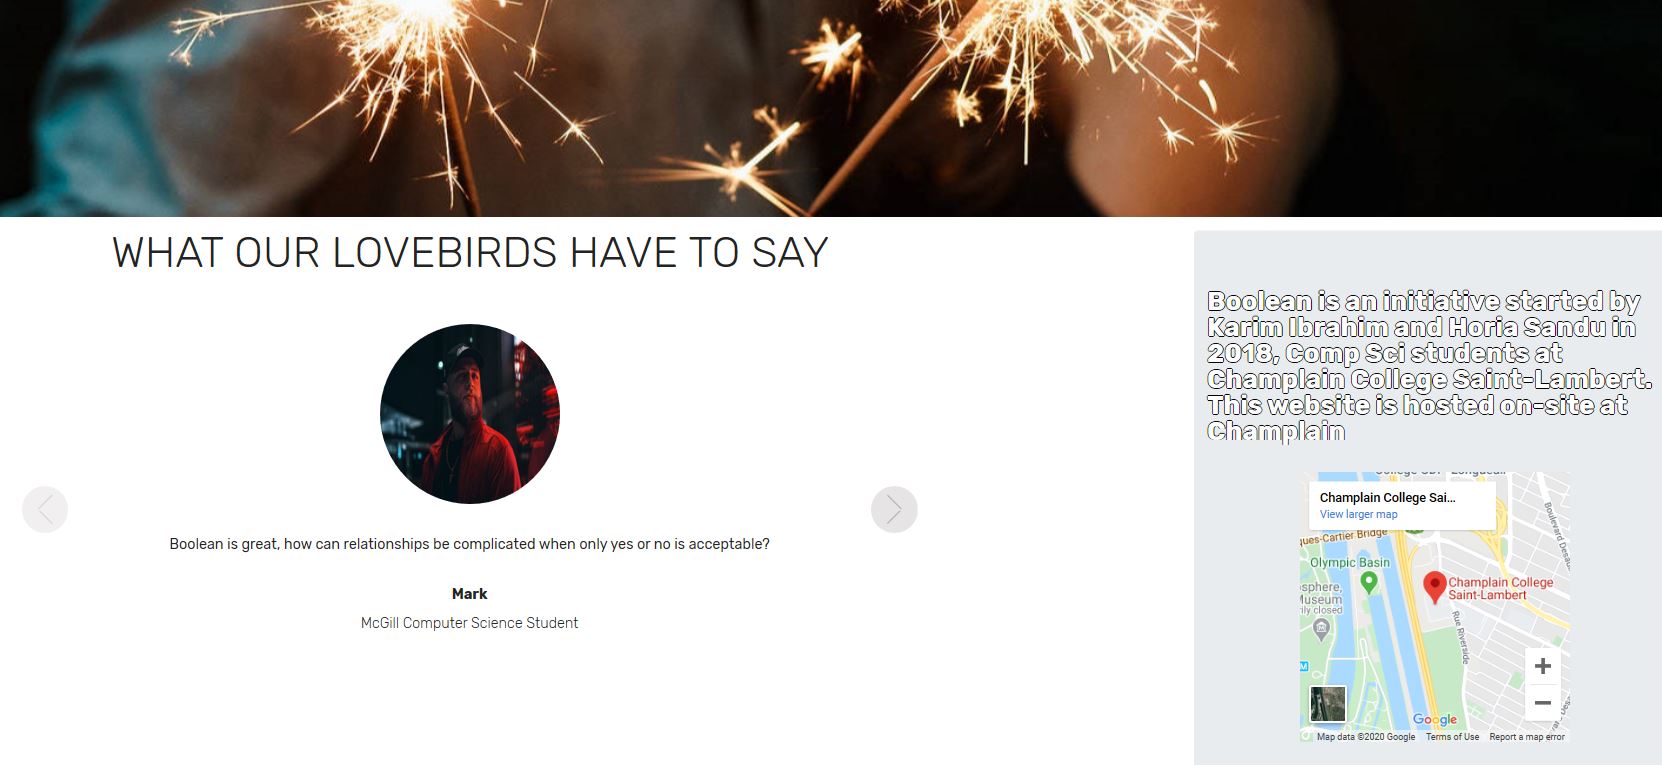 WHAT OUR LOVEBIRDS HAVE TO SAY
Boolean is great, how can relationships be complicated when only yes or no is acceptable?
Mark
McGill Computer Science Student
Boolean is an initiative started by
Karim Ibrahim and Horia Sandu in
2018, Comp Sci students at
Champlain College Saint-Lambert.
This website is hosted on-site at
Champlain
Champlain College Sai...
View larger map
ques-Cartier Bridge
Olympic Basin
Champlain College
Saint-Lambert
osphere,
Museum
rily closed
Rue Riverside
Boulevard Desau
Google
Map data ©2020 Google
Terms of Use
Report a map error